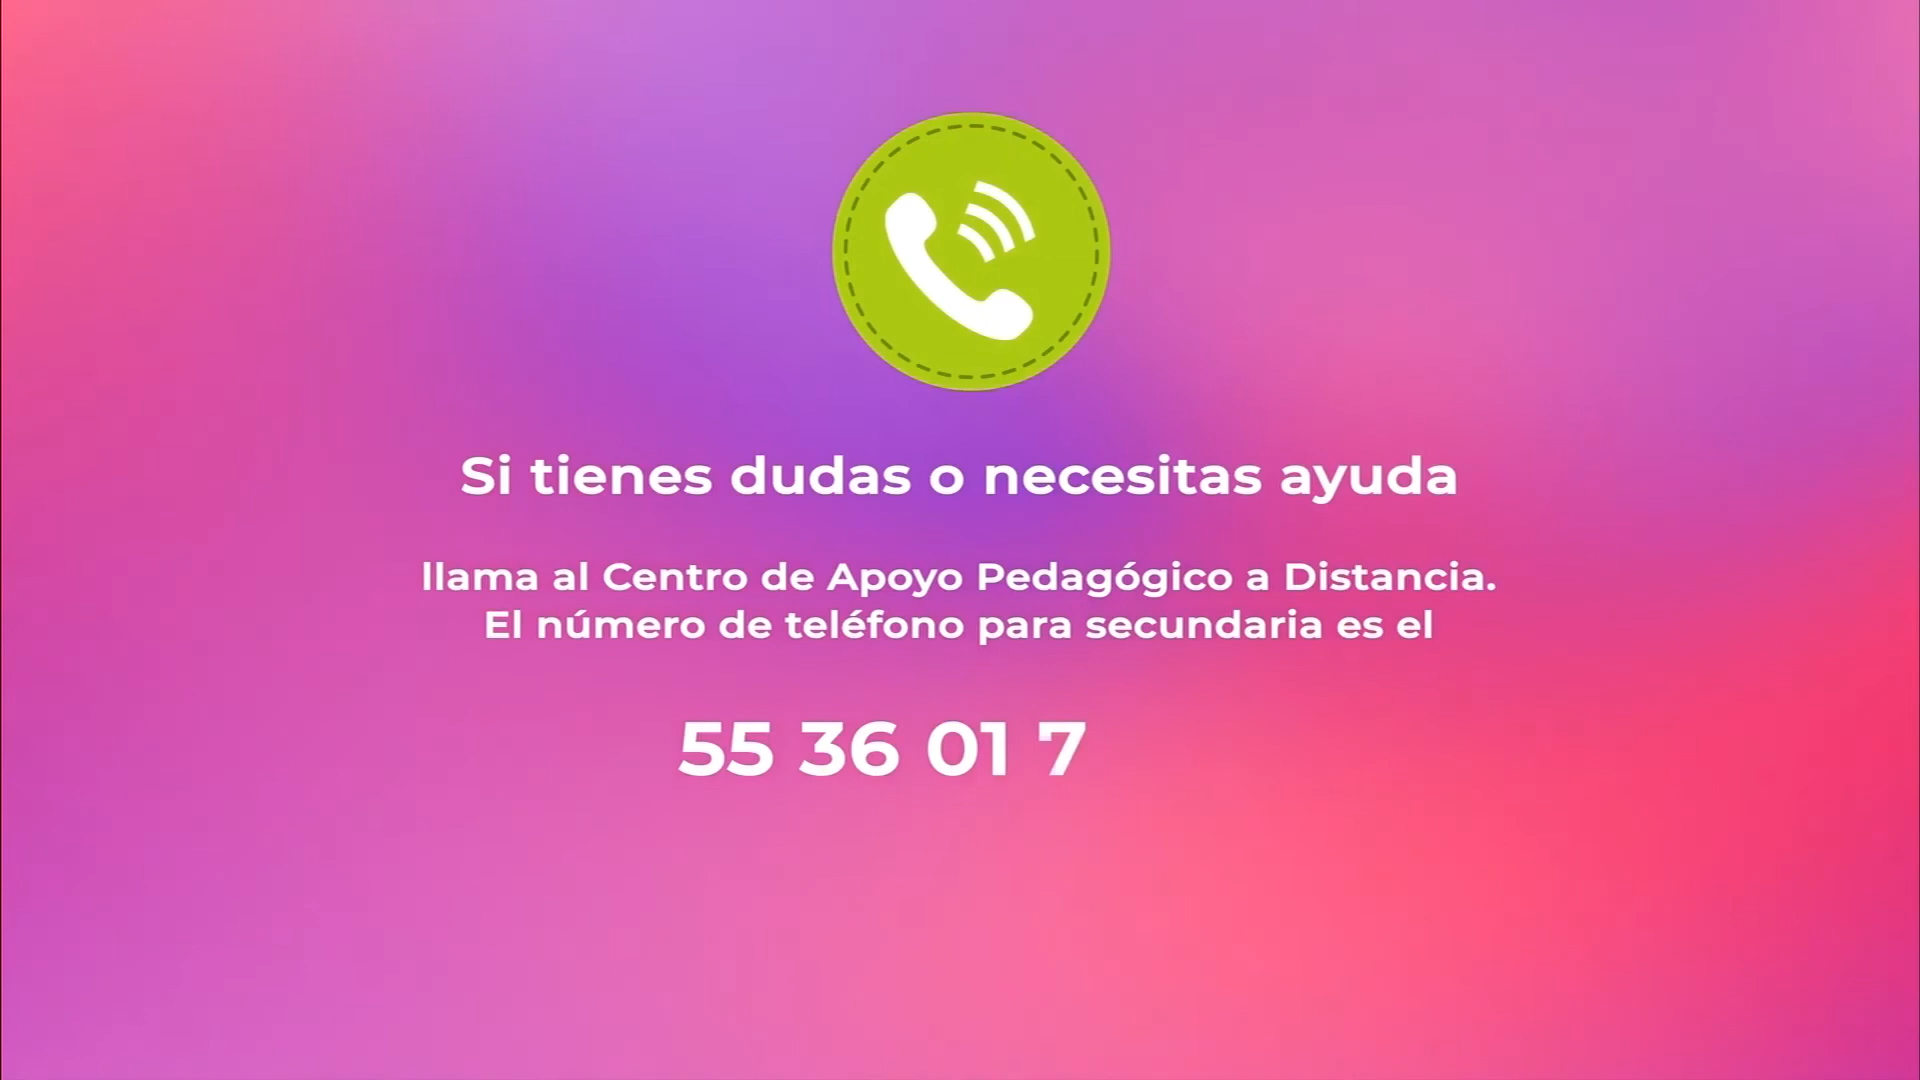 Si tienes dudas o necesitas ayuda
llama al Centro de Apoyo Pedagógico a Distancia.
El número de teléfono para secundaria es el
55 36 01 7